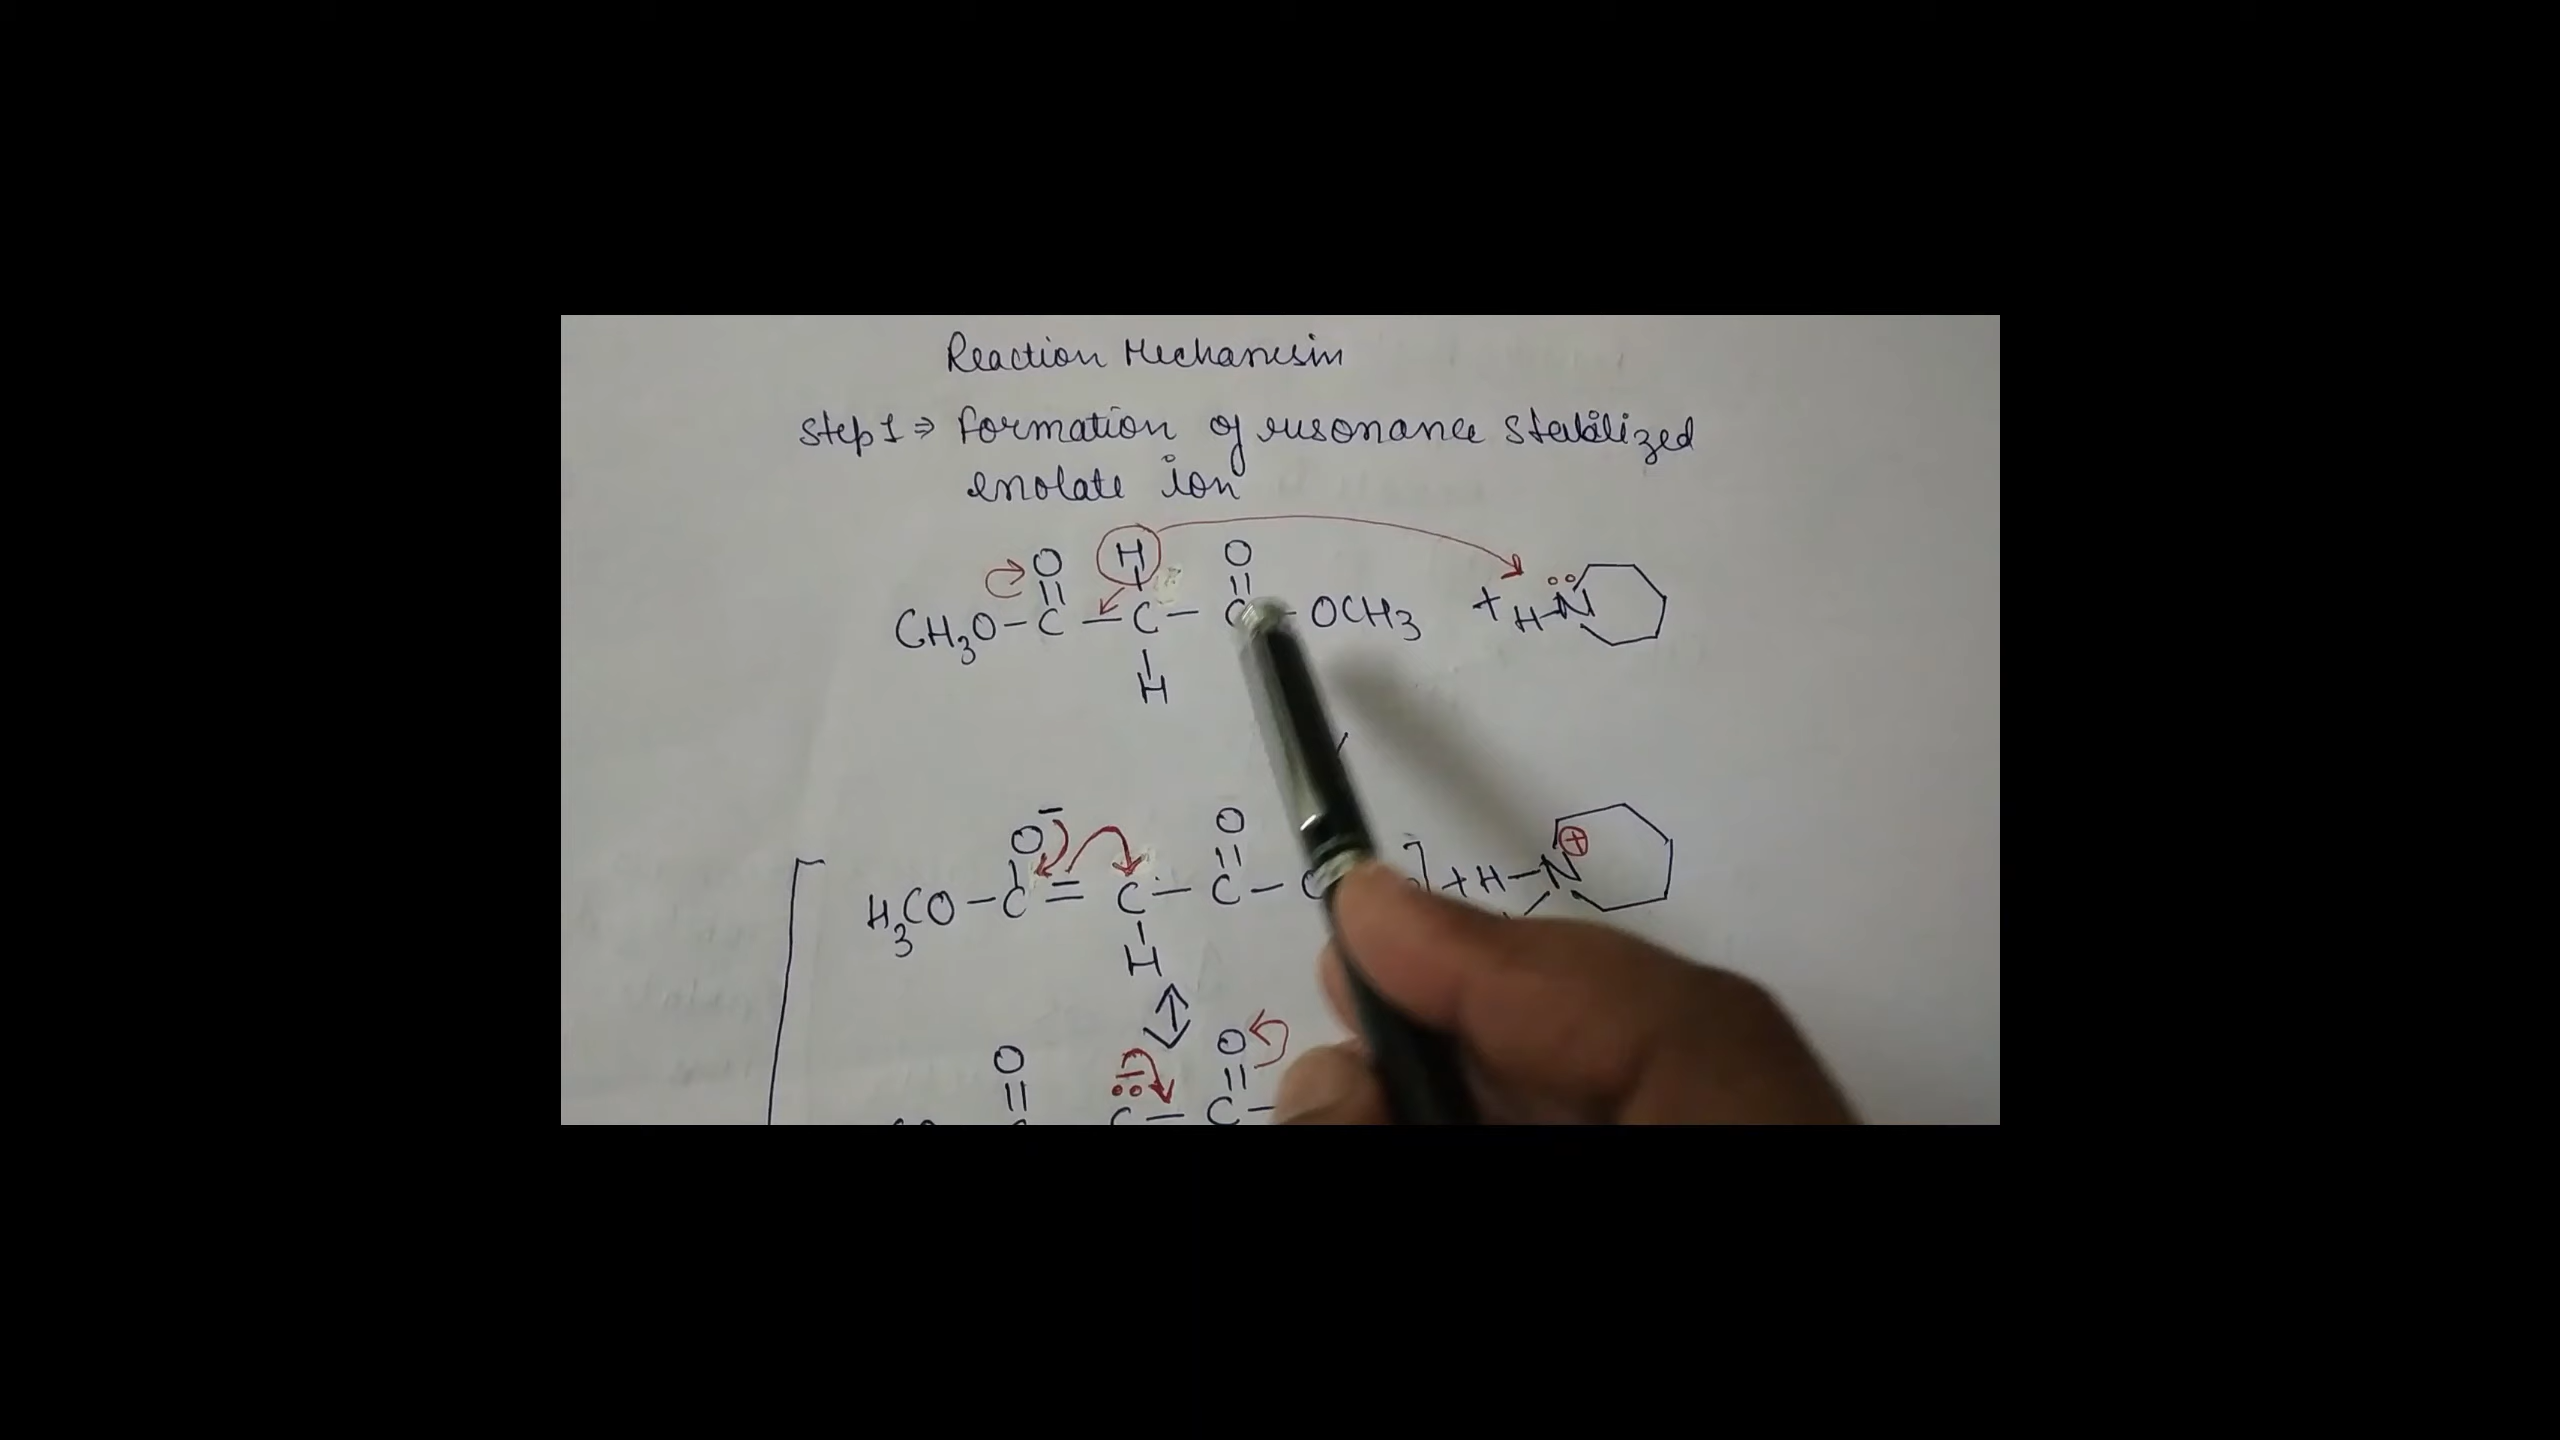 Reaction Mechanism
Step 1 ⇒ Formation of resonance stabilized
enolate ion
O H O
CH3O - C - C - C - OCH3 + H-N
H
O- O
H3CO - C = C - C - + H-N ⊕
H
O O
C - C -